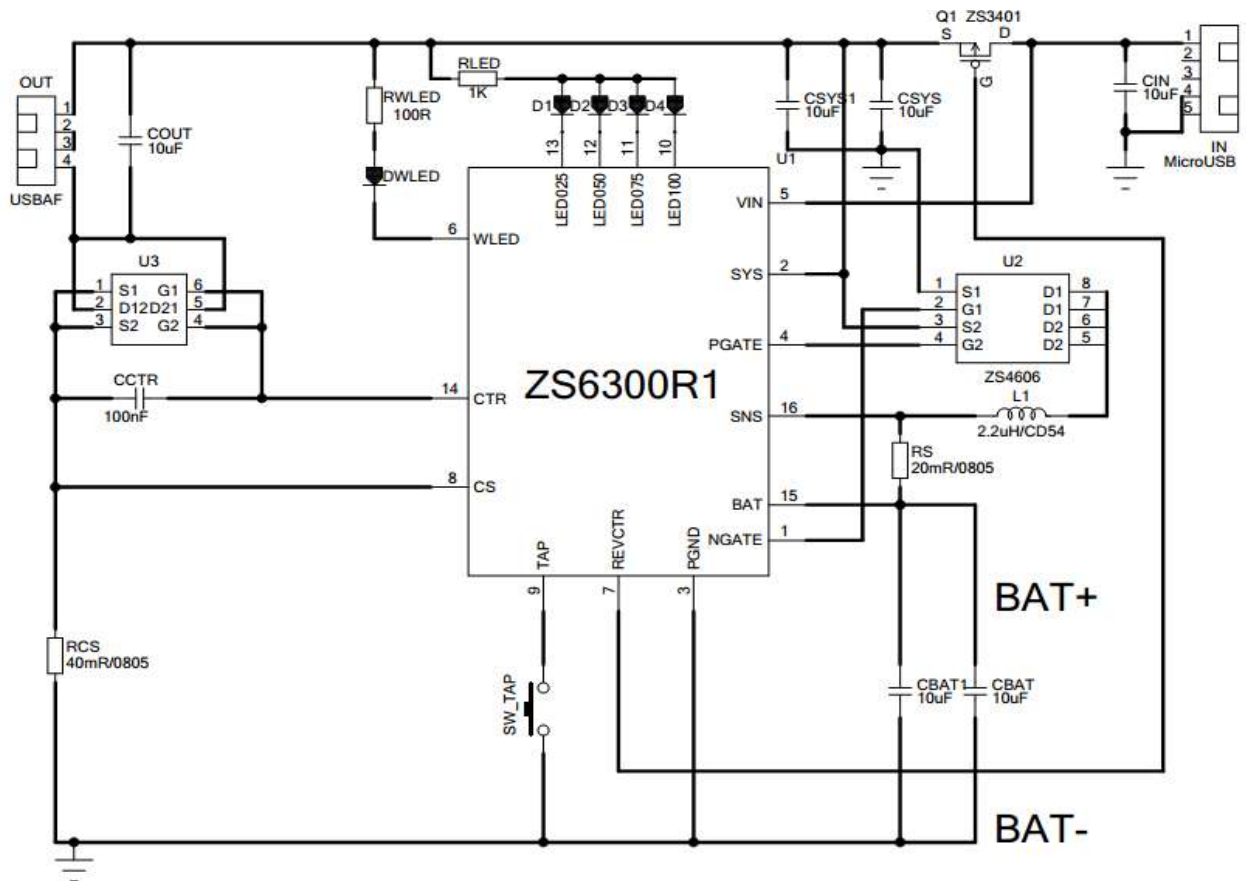 Q1 ZS3401
S D
G
1
2
3
4
5
IN
MicroUSB
CIN
10uF
OUT
1
2
3
4
USBAF
COUT
10uF
RLED
1K
RWLED
100R
DWLED
D1 D2 D3 D4
13 12 11 10
LED025
LED050
LED075
LED100
CSYS1
10uF
CSYS
10uF
U1
VIN 5
6 WLED
SYS 2
PGATE 4
ZS6300R1
14 CTR
SNS 16
8 CS
BAT 15
NGATE 1
TAP
REVCTR
PGND
9
7
3
U3
1 S1 G1 6
2 D12 D21 5
3 S2 G2 4
CCTR
100nF
U2
1 S1 D1 8
2 G1 D1 7
3 S2 D2 6
4 G2 D2 5
ZS4606
L1
2.2uH/CD54
RS
20mR/0805
BAT+
RCS
40mR/0805
SW_TAP
CBAT1
10uF
CBAT
10uF
BAT-